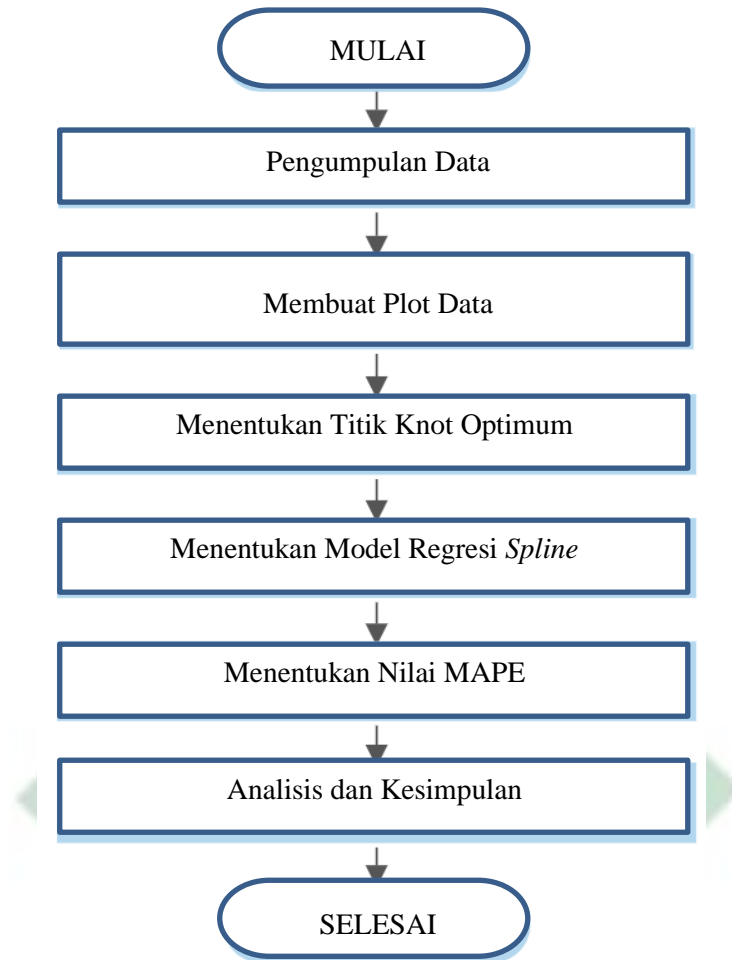 MULAI
Pengumpulan Data
Membuat Plot Data
Menentukan Titik Knot Optimum
Menentukan Model Regresi Spline
Menentukan Nilai MAPE
Analisis dan Kesimpulan
SELESAI